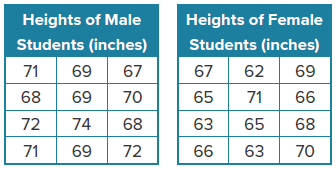 Heights of Male
Students (inches)
71 69 67
68 69 70
72 74 68
71 69 72
Heights of Female
Students (inches)
67 62 69
65 71 66
63 65 68
66 63 70